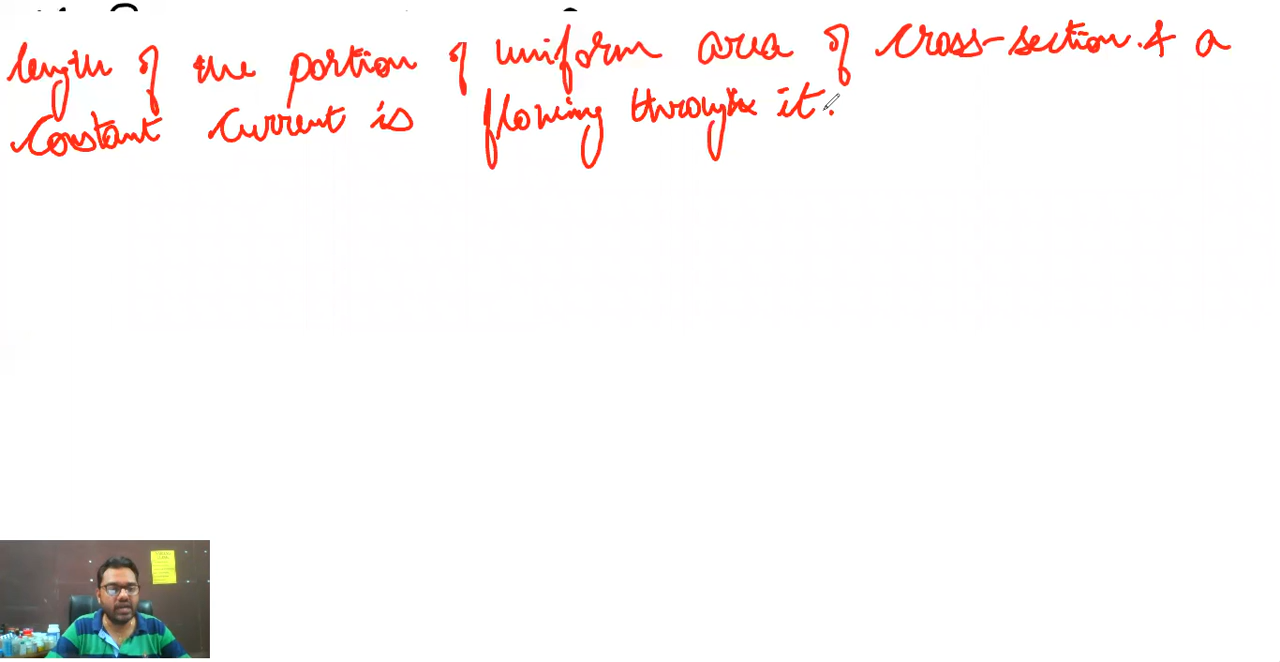 length of the portion of uniform area of cross-section & a
constant current is flowing through it.